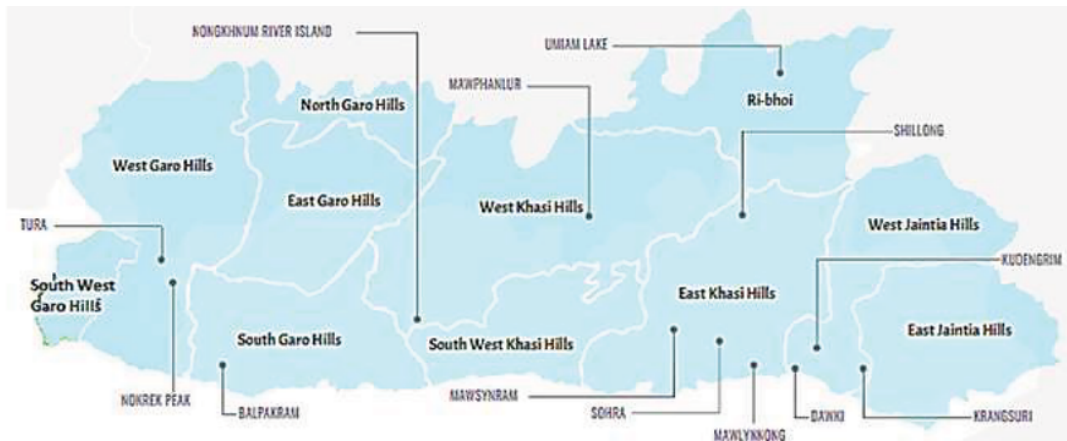 NONGKHNUM RIVER ISLAND
UMIAM LAKE
MAWPHANLUR
North Garo Hills
Ri-bhoi
SHILLONG
West Garo Hills
East Garo Hills
West Khasi Hills
TURA
West Jaintia Hills
KUDENGRIM
South West
Garo Hills
East Khasi Hills
South Garo Hills
South West Khasi Hills
East Jaintia Hills
NOKREK PEAK
BALPAKRAM
MAWSYNRAM
SOHRA
MAWLYNNONG
DAWKI
KRANGSURI